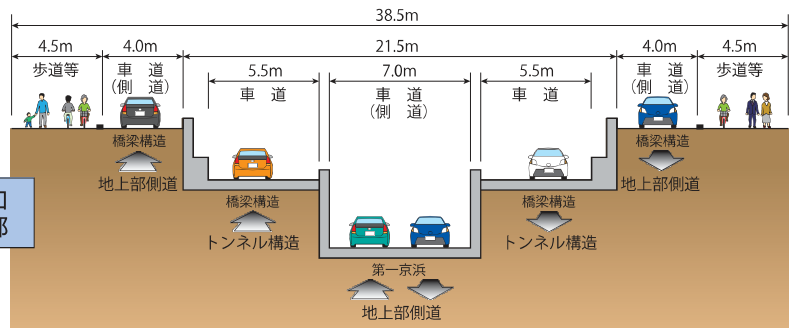 38.5m
4.5m
4.0m
21.5m
4.0m
4.5m
歩道等
車 道
(側 道)
5.5m
7.0m
5.5m
車 道
(側 道)
歩道等
車 道
車 道
(側 道)
車 道
橋梁構造
橋梁構造
地上部側道
地上部側道
橋梁構造
橋梁構造
トンネル構造
トンネル構造
第一京浜
地上部側道